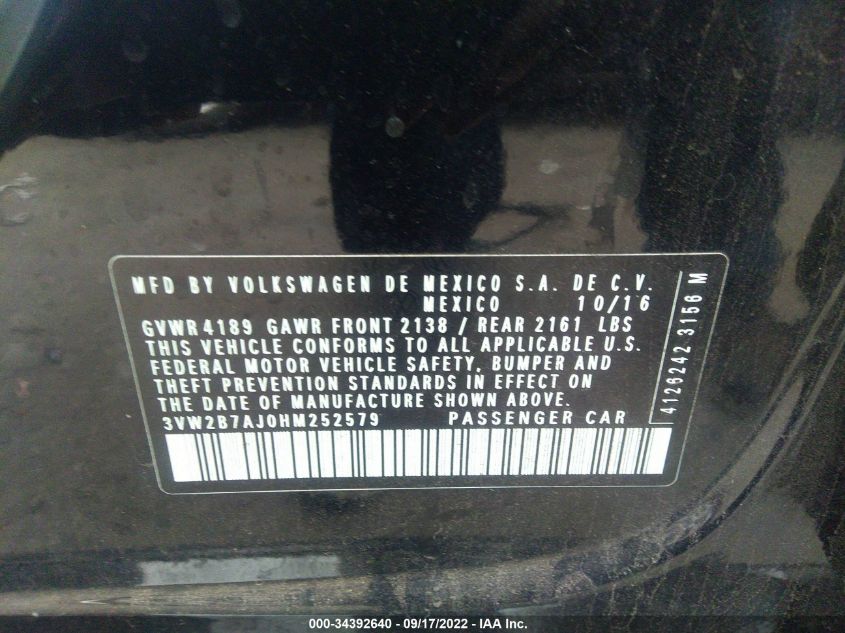 MFD BY VOLKSWAGEN DE MEXICO S.A. DE C.V.
MEXICO 10/16
GVWR 4189 GAWR FRONT 2138 / REAR 2161 LBS
THIS VEHICLE CONFORMS TO ALL APPLICABLE U.S.
FEDERAL MOTOR VEHICLE SAFETY, BUMPER AND
THEFT PREVENTION STANDARDS IN EFFECT ON
THE DATE OF MANUFACTURE SHOWN ABOVE.
3VW2B7AJ0HM252579 PASSENGER CAR
4126242 3156 M
000-34392640 - 09/17/2022 - IAA Inc.